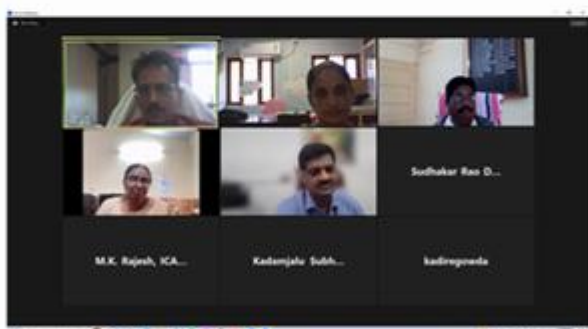 Sudhakar Rao D...
M.K. Rajesh, ICA...
Kadamjalu Subh...
kadiregowda